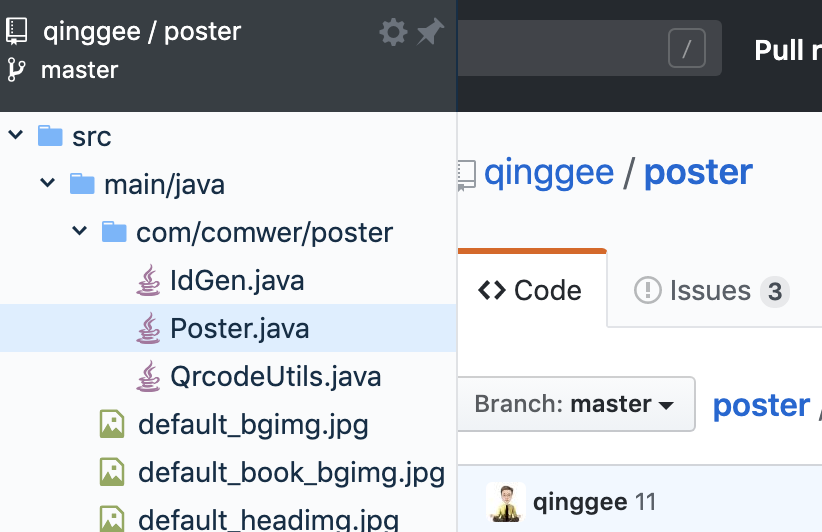 qinggee / poster
master
src
main/java
com/comwer/poster
IdGen.java
Poster.java
QrcodeUtils.java
default_bgimg.jpg
default_book_bgimg.jpg
default_headimg.jpg
/
Pull
qinggee / poster
Code
Issues 3
Branch: master
poster /
qinggee 11